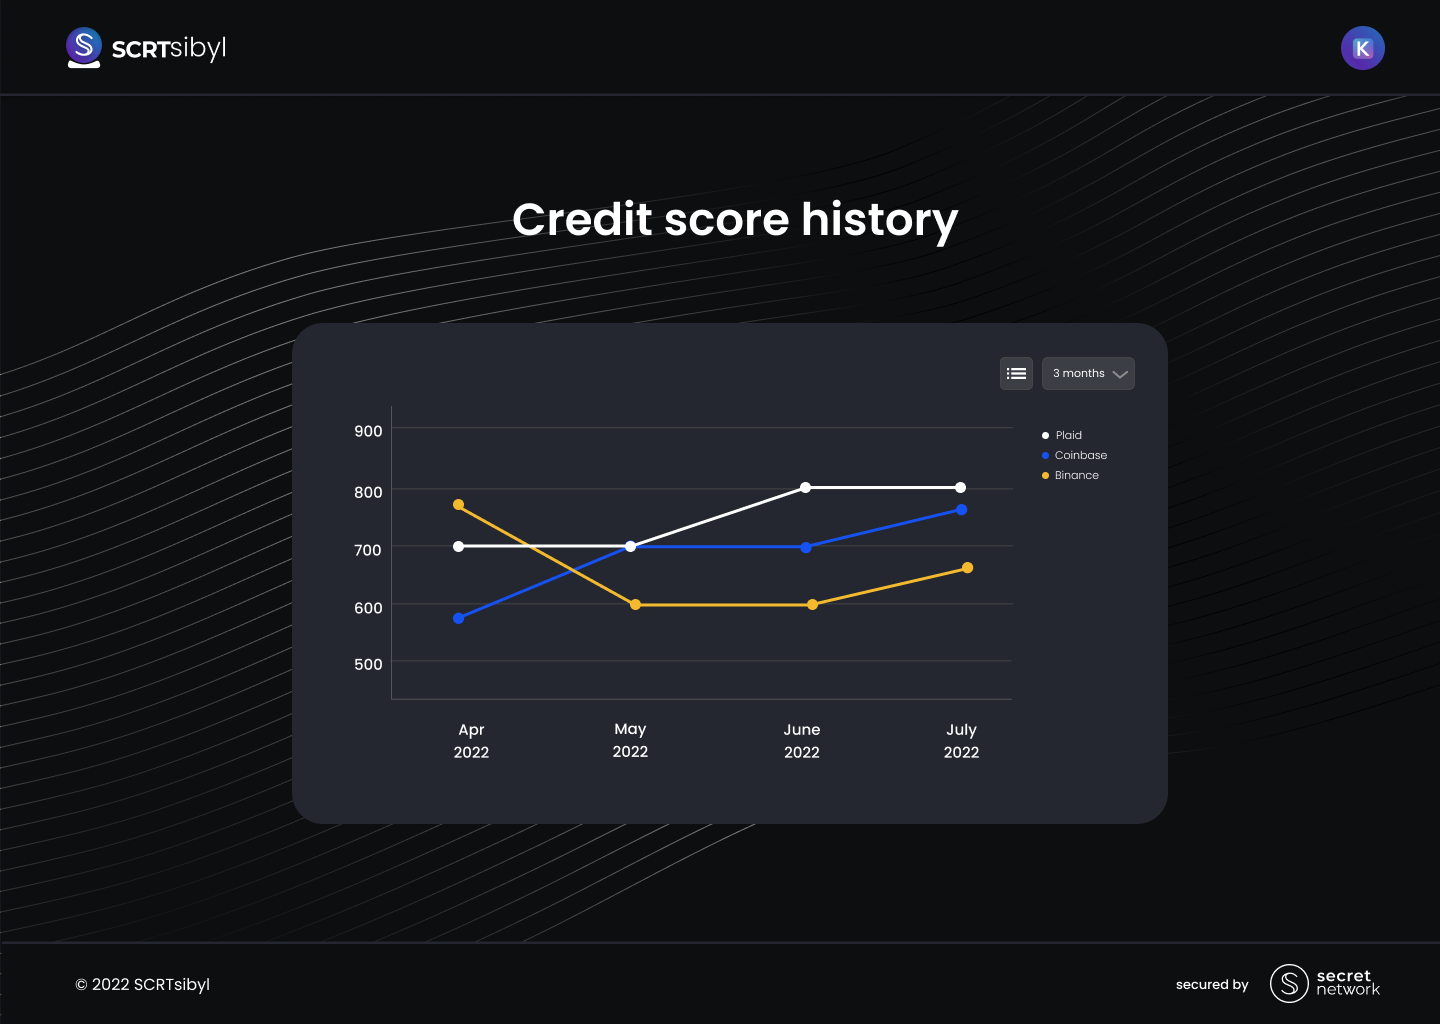 SCRTsibyl
K
Credit score history
3 months
900
800
700
600
500
Plaid
Coinbase
Binance
Apr
2022
May
2022
June
2022
July
2022
© 2022 SCRTsibyl
secured by
secret
network